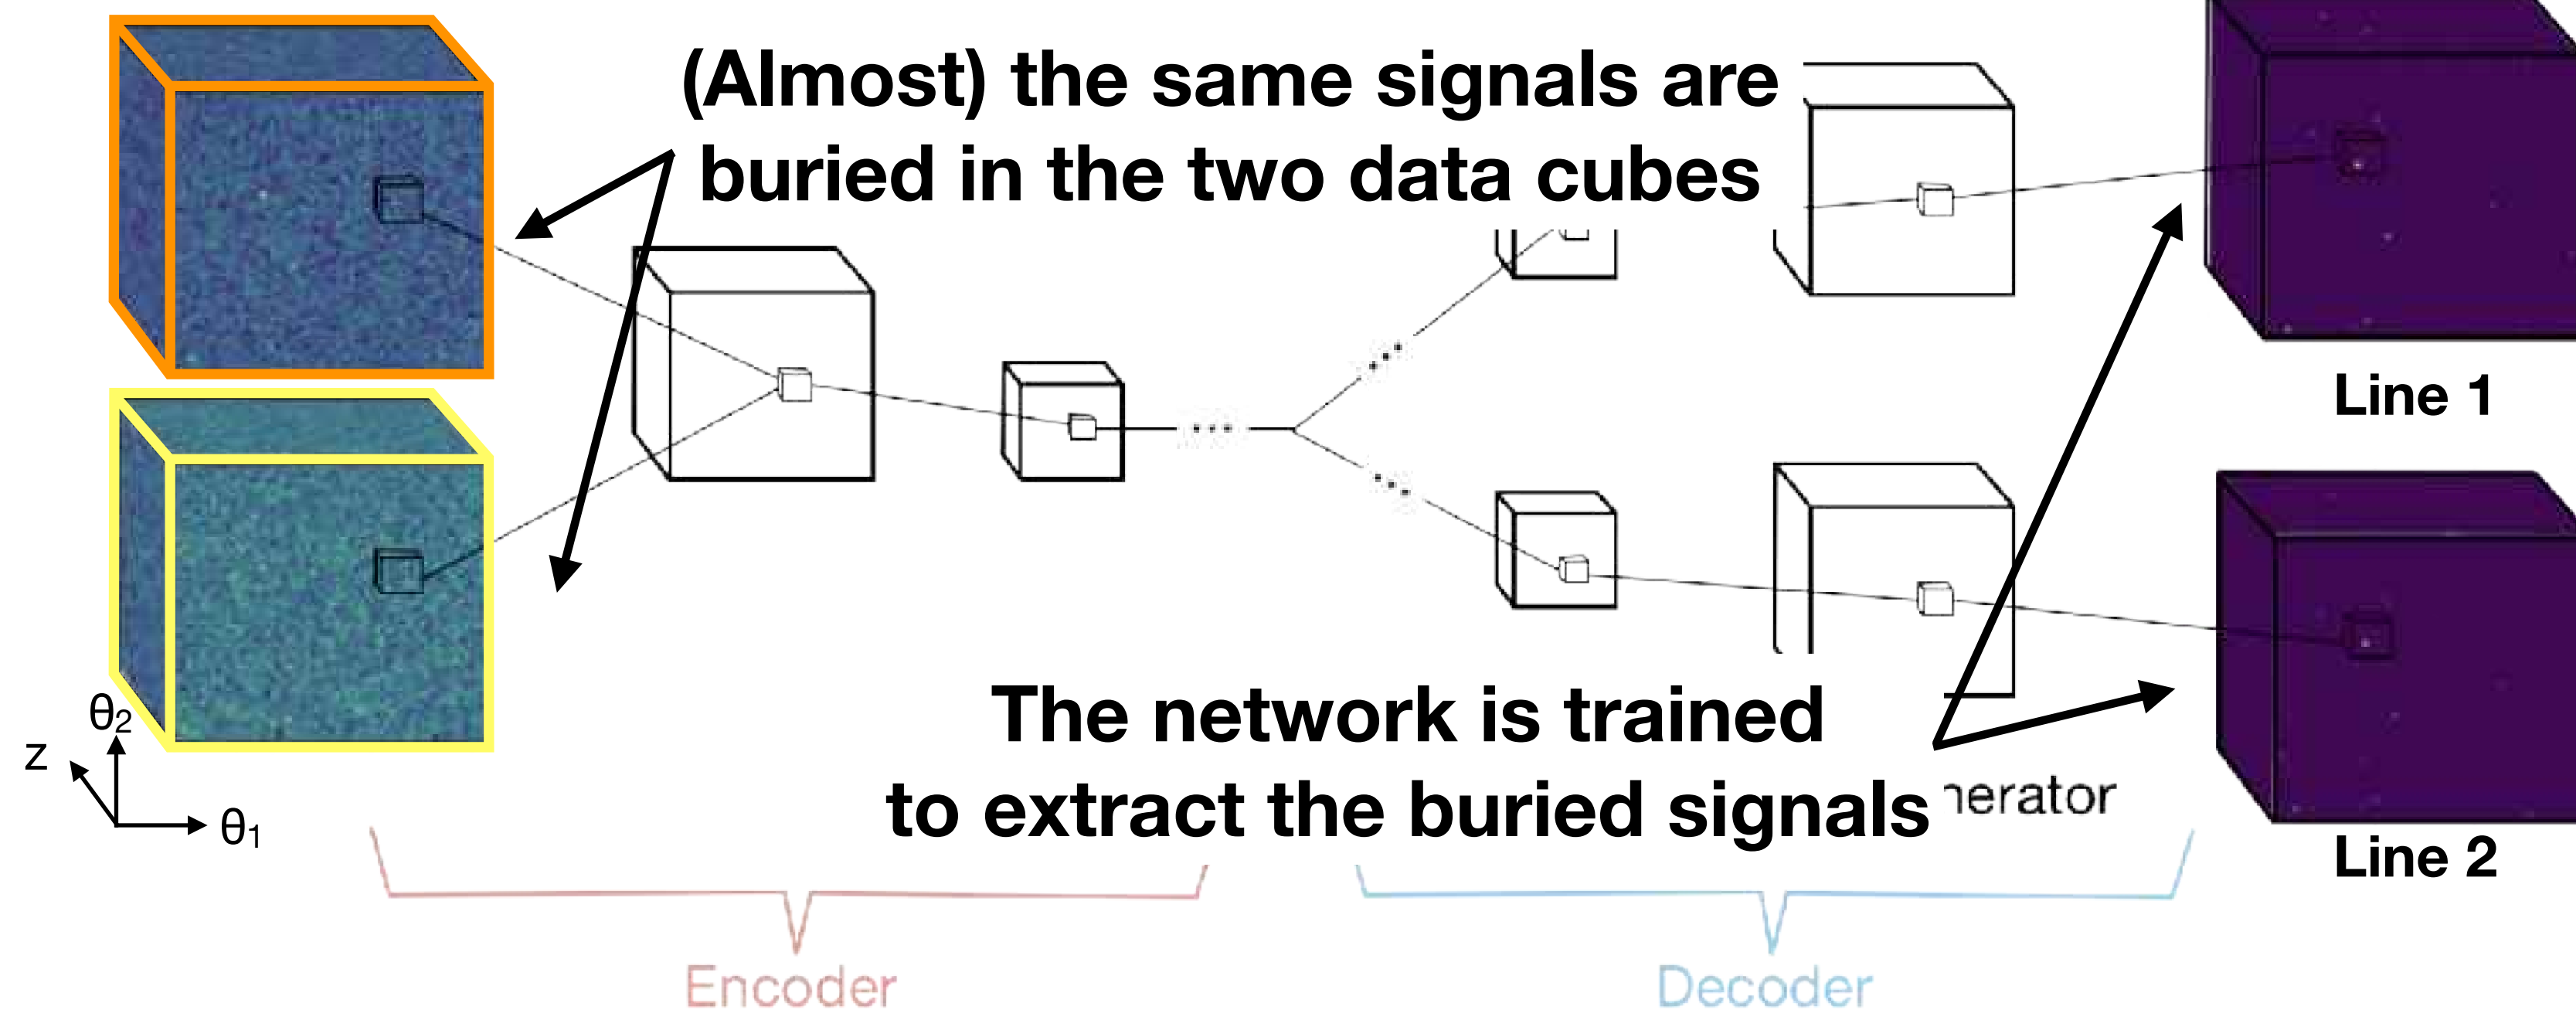 (Almost) the same signals are
buried in the two data cubes
Line 1
θ₂
z
θ₁
The network is trained
to extract the buried signals
nerator
Line 2
Encoder
Decoder